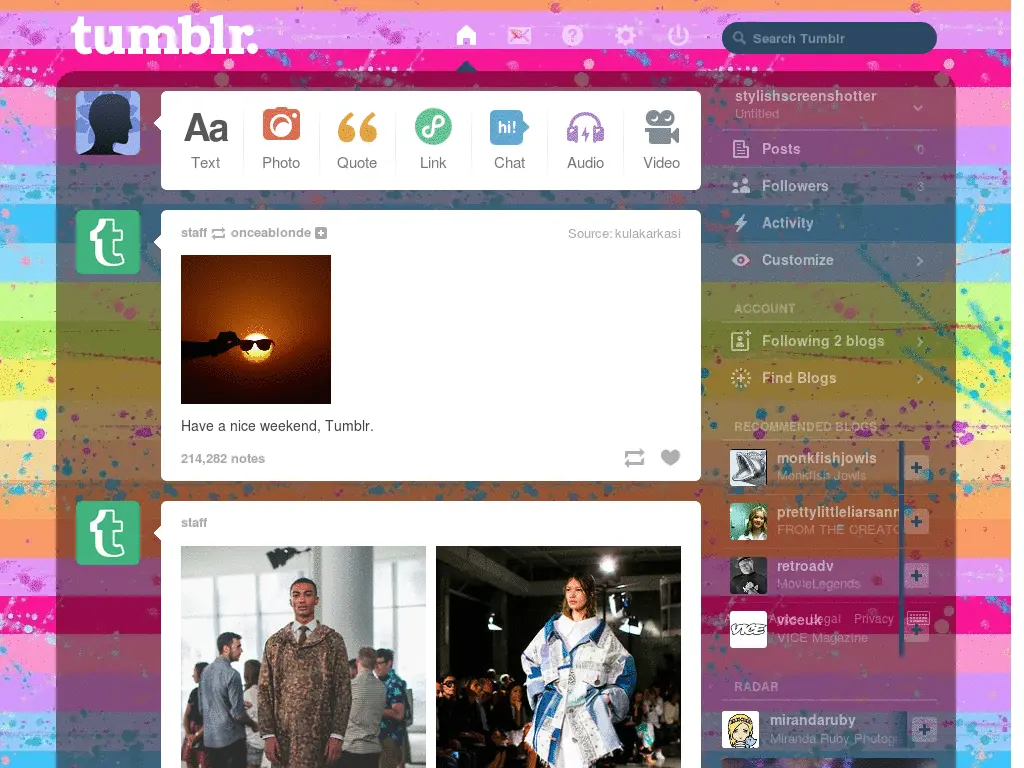 tumblr.
Search Tumblr
Aa
Text
Photo
Quote
Link
hi!
Chat
Audio
Video
stylishscreenshotter
Untitled
Posts 0
Followers 3
Activity
Customize
ACCOUNT
Following 2 blogs
Find Blogs
RECOMMENDED BLOGS
monkfishjowls
Monkfish Jowls
prettylittleliarsann
FROM THE CREATO
retroadv
MovieLegends
viceuk
VICE Magazine
VICE
Legal Privacy
RADAR
mirandaruby
Miranda Ruby Photog
staff onceablonde
Source: kulakarkasi
Have a nice weekend, Tumblr.
214,282 notes
staff